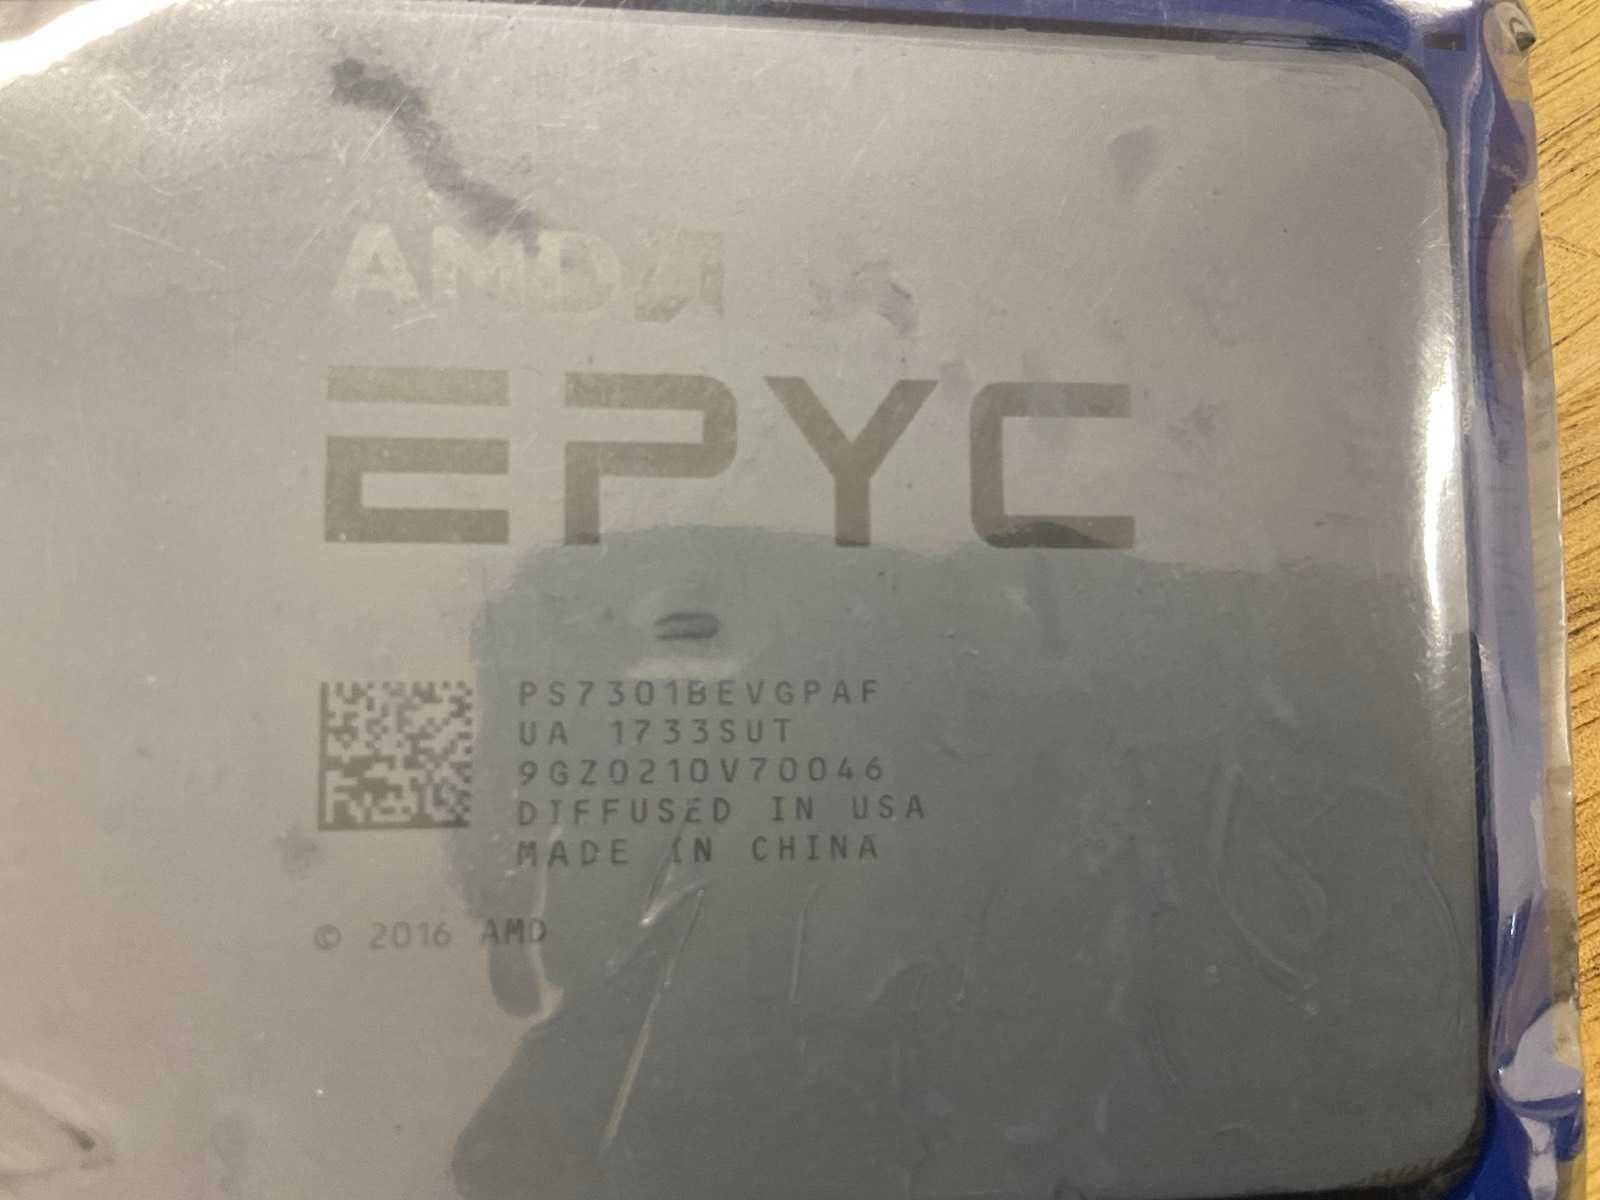 AMD
EPYC
PS7301BEVGPAF
UA 1733SUT
9GZ0210V70046
DIFFUSED IN USA
MADE IN CHINA
© 2016 AMD